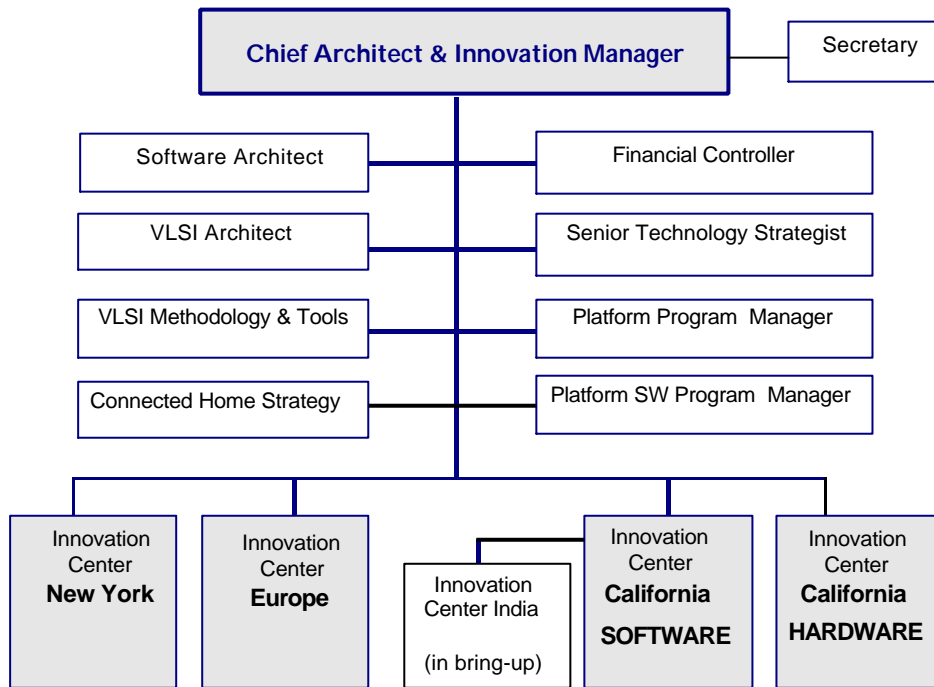 Chief Architect & Innovation Manager
Secretary
Software Architect
Financial Controller
VLSI Architect
Senior Technology Strategist
VLSI Methodology & Tools
Platform Program Manager
Connected Home Strategy
Platform SW Program Manager
Innovation
Center
New York
Innovation
Center
Europe
Innovation
Center India
(in bring-up)
Innovation
Center
California
SOFTWARE
Innovation
Center
California
HARDWARE